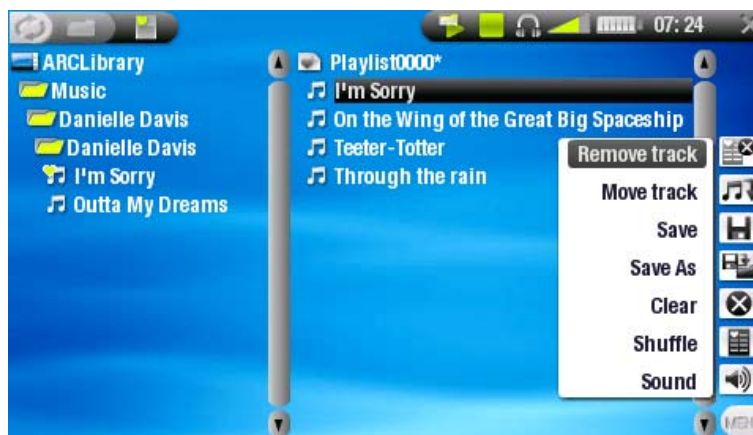 07:24
ARCLibrary
Music
Danielle Davis
Danielle Davis
I'm Sorry
Outta My Dreams
Playlist0000*
I'm Sorry
On the Wing of the Great Big Spaceship
Teeter-Totter
Through the rain
Remove track
Move track
Save
Save As
Clear
Shuffle
Sound